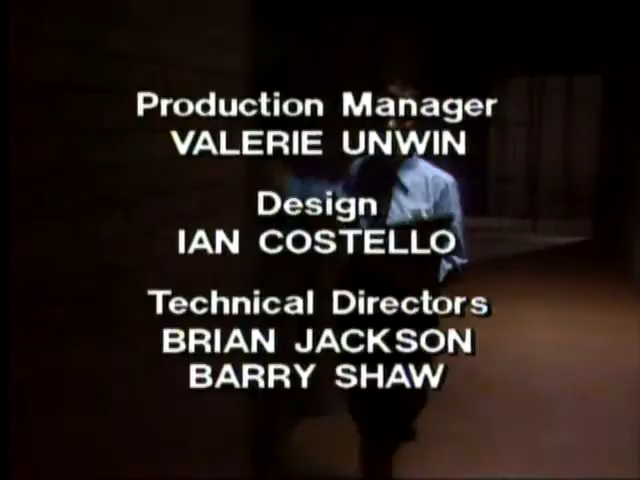 Production Manager
VALERIE UNWIN
Design
IAN COSTELLO
Technical Directors
BRIAN JACKSON
BARRY SHAW